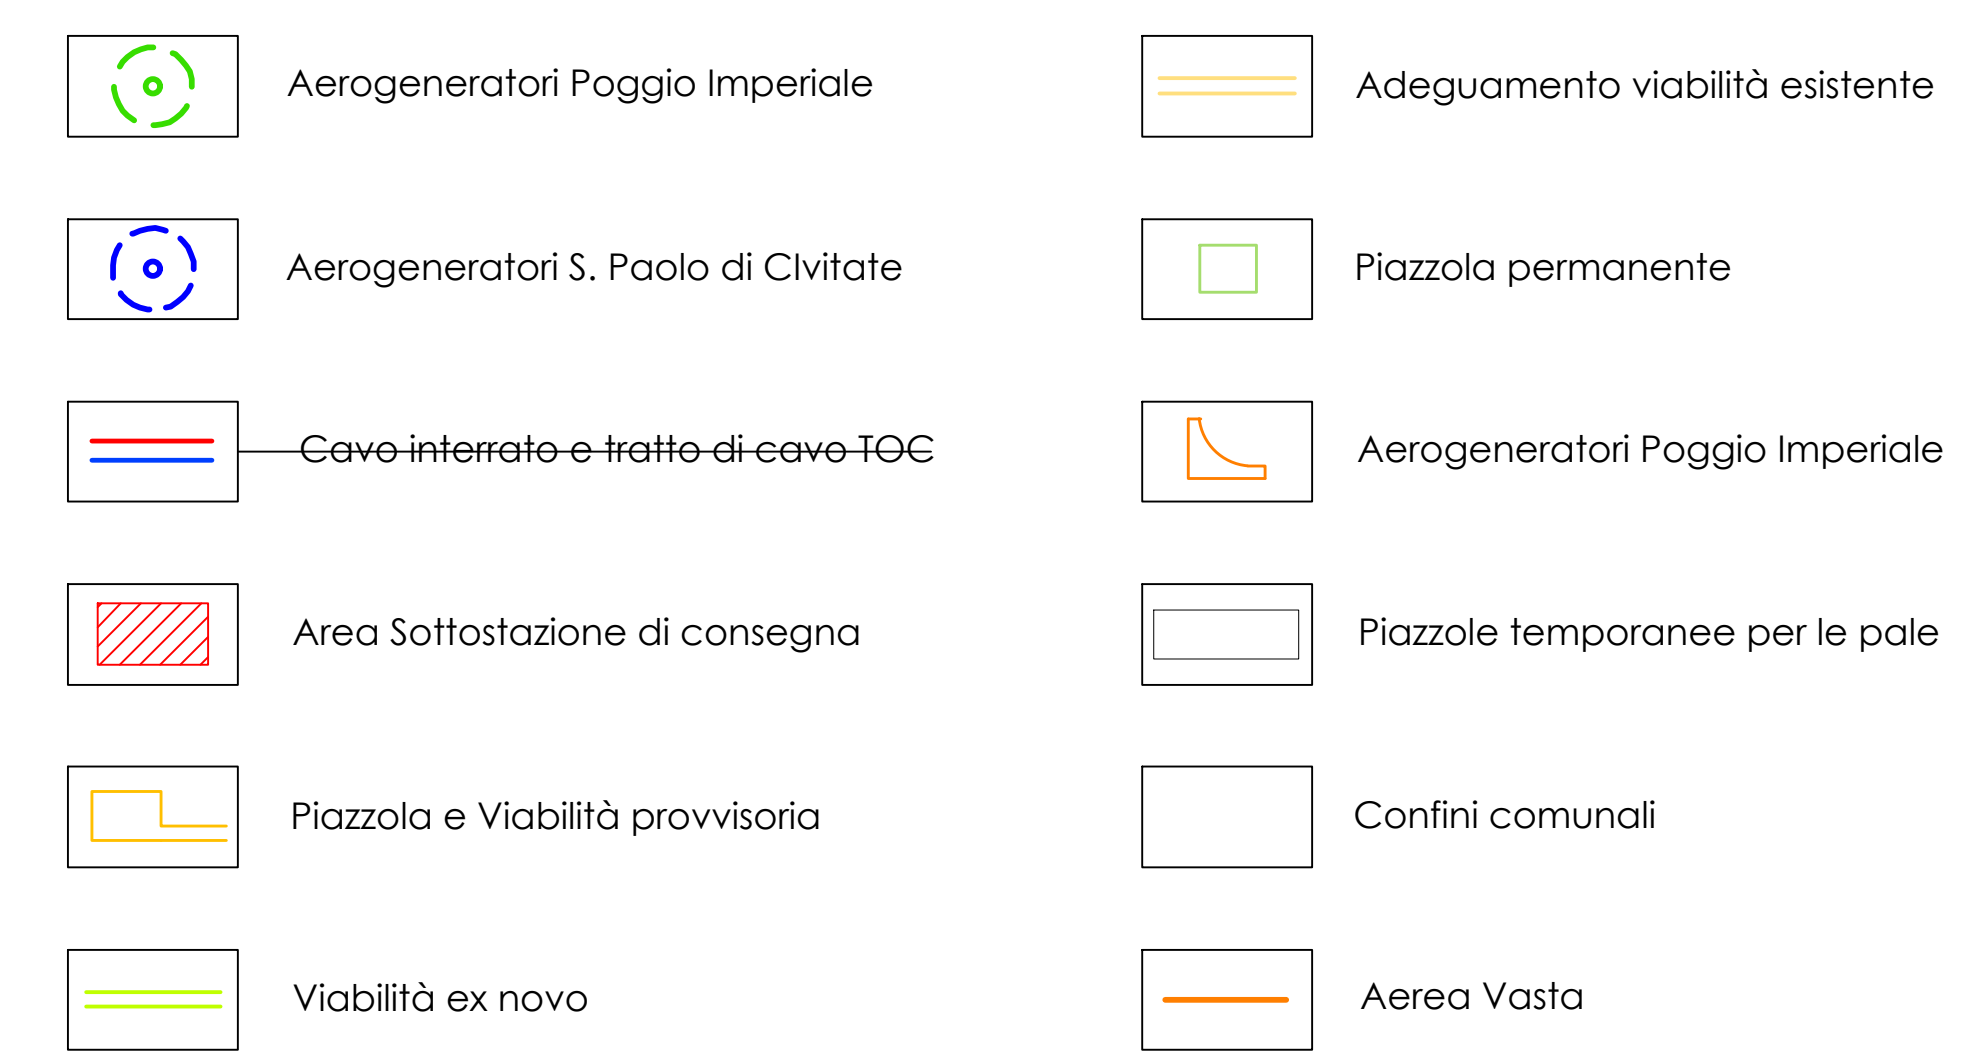 Aerogeneratori Poggio Imperiale
Aerogeneratori S. Paolo di CIvitate
Cavo interrato e tratto di cavo TOC
Area Sottostazione di consegna
Piazzola e Viabilità provvisoria
Viabilità ex novo
Adeguamento viabilità esistente
Piazzola permanente
Aerogeneratori Poggio Imperiale
Piazzole temporanee per le pale
Confini comunali
Aerea Vasta